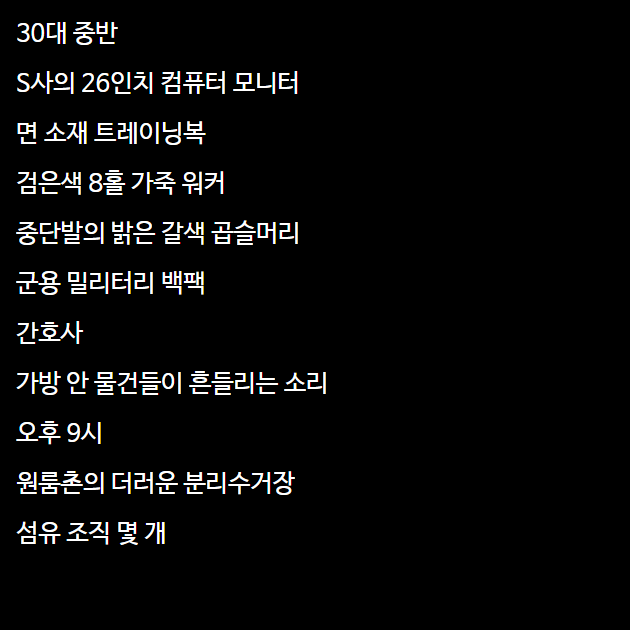 30대 중반
S사의 26인치 컴퓨터 모니터
면 소재 트레이닝복
검은색 8홀 가죽 워커
중단발의 밝은 갈색 곱슬머리
군용 밀리터리 백팩
간호사
가방 안 물건들이 흔들리는 소리
오후 9시
원룸촌의 더러운 분리수거장
섬유 조직 몇 개